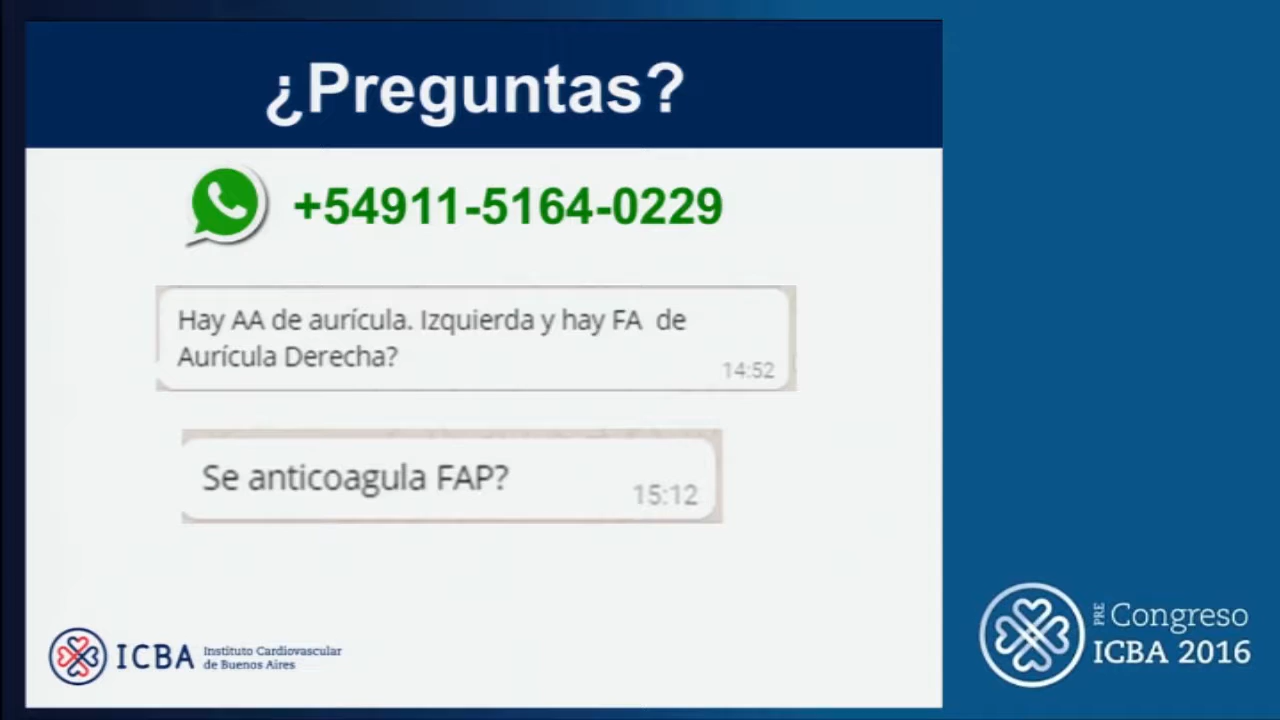 ¿Preguntas?
+54911-5164-0229
Hay AA de aurícula. Izquierda y hay FA de
Aurícula Derecha?
14:52
Se anticoagula FAP?
15:12
ICBA
Instituto Cardiovascular
de Buenos Aires
PRE
Congreso
ICBA 2016